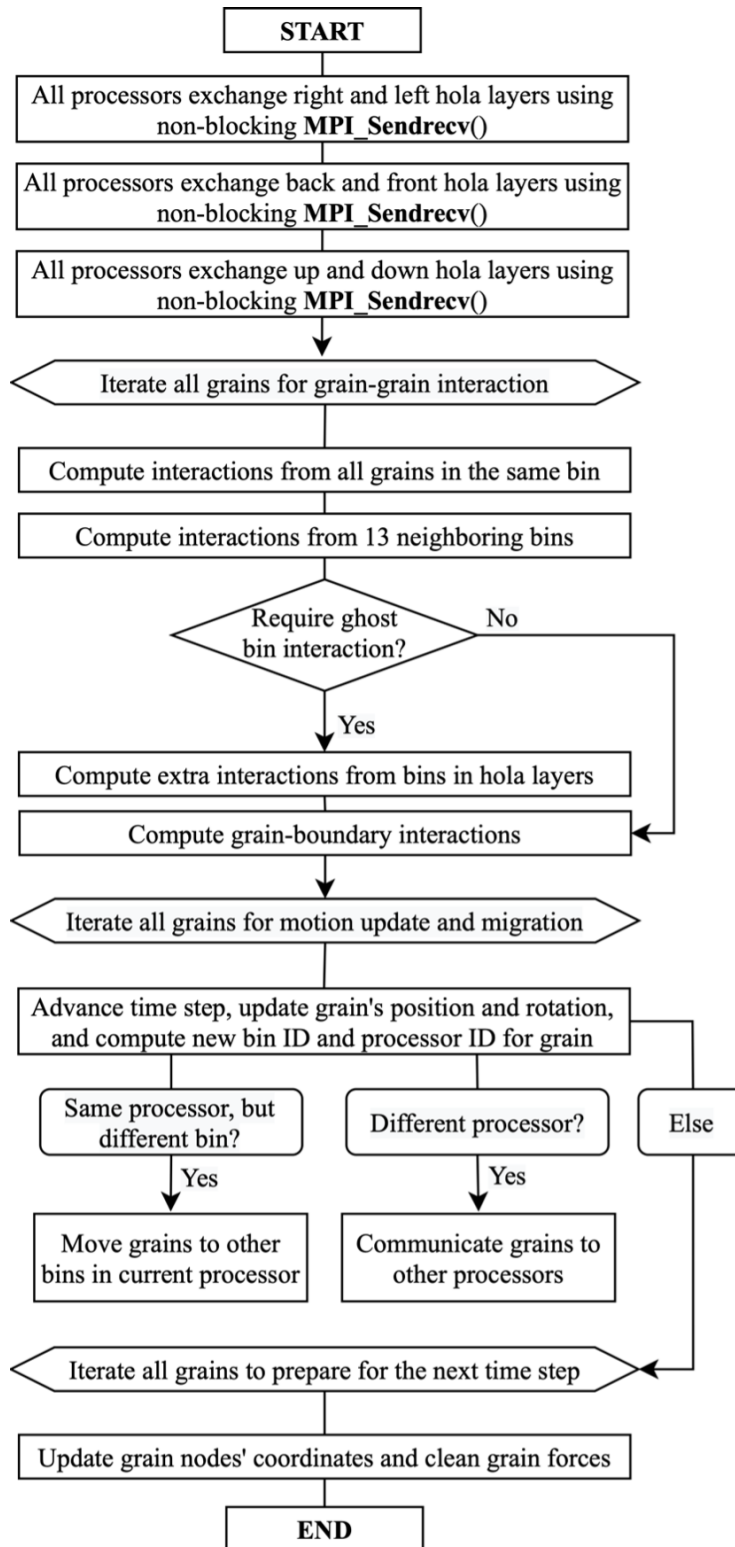 START
All processors exchange right and left hola layers using
non-blocking MPI_Sendrecv()
All processors exchange back and front hola layers using
non-blocking MPI_Sendrecv()
All processors exchange up and down hola layers using
non-blocking MPI_Sendrecv()
Iterate all grains for grain-grain interaction
Compute interactions from all grains in the same bin
Compute interactions from 13 neighboring bins
Require ghost
bin interaction?
No
Yes
Compute extra interactions from bins in hola layers
Compute grain-boundary interactions
Iterate all grains for motion update and migration
Advance time step, update grain's position and rotation,
and compute new bin ID and processor ID for grain
Same processor, but
different bin?
Different processor?
Else
Yes
Yes
Move grains to other
bins in current processor
Communicate grains to
other processors
Iterate all grains to prepare for the next time step
Update grain nodes' coordinates and clean grain forces
END